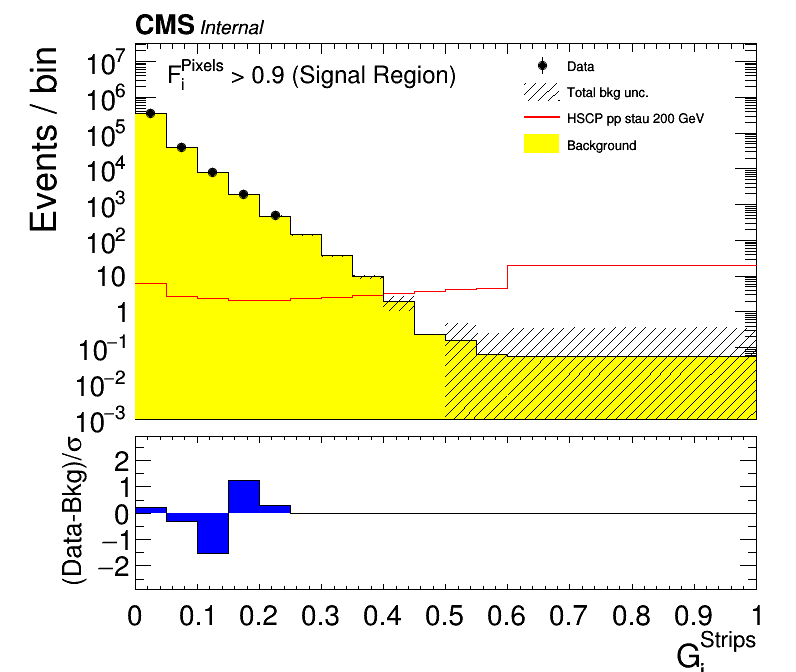 CMS Internal
F_i^Pixels > 0.9 (Signal Region)
Data
Total bkg unc.
HSCP pp stau 200 GeV
Background
Events / bin
10^7
10^6
10^5
10^4
10^3
10^2
10
1
10^−1
10^−2
10^−3
(Data-Bkg)/σ
2
1
0
−1
−2
0 0.1 0.2 0.3 0.4 0.5 0.6 0.7 0.8 0.9 1
G_i^Strips